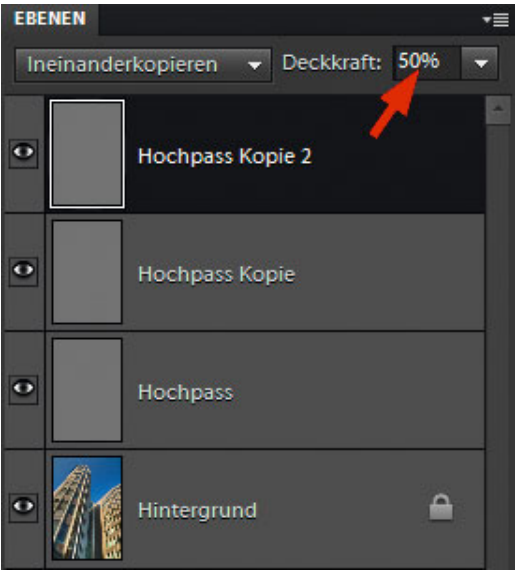 EBENEN
Ineinanderkopieren Deckkraft: 50%
Hochpass Kopie 2
Hochpass Kopie
Hochpass
Hintergrund